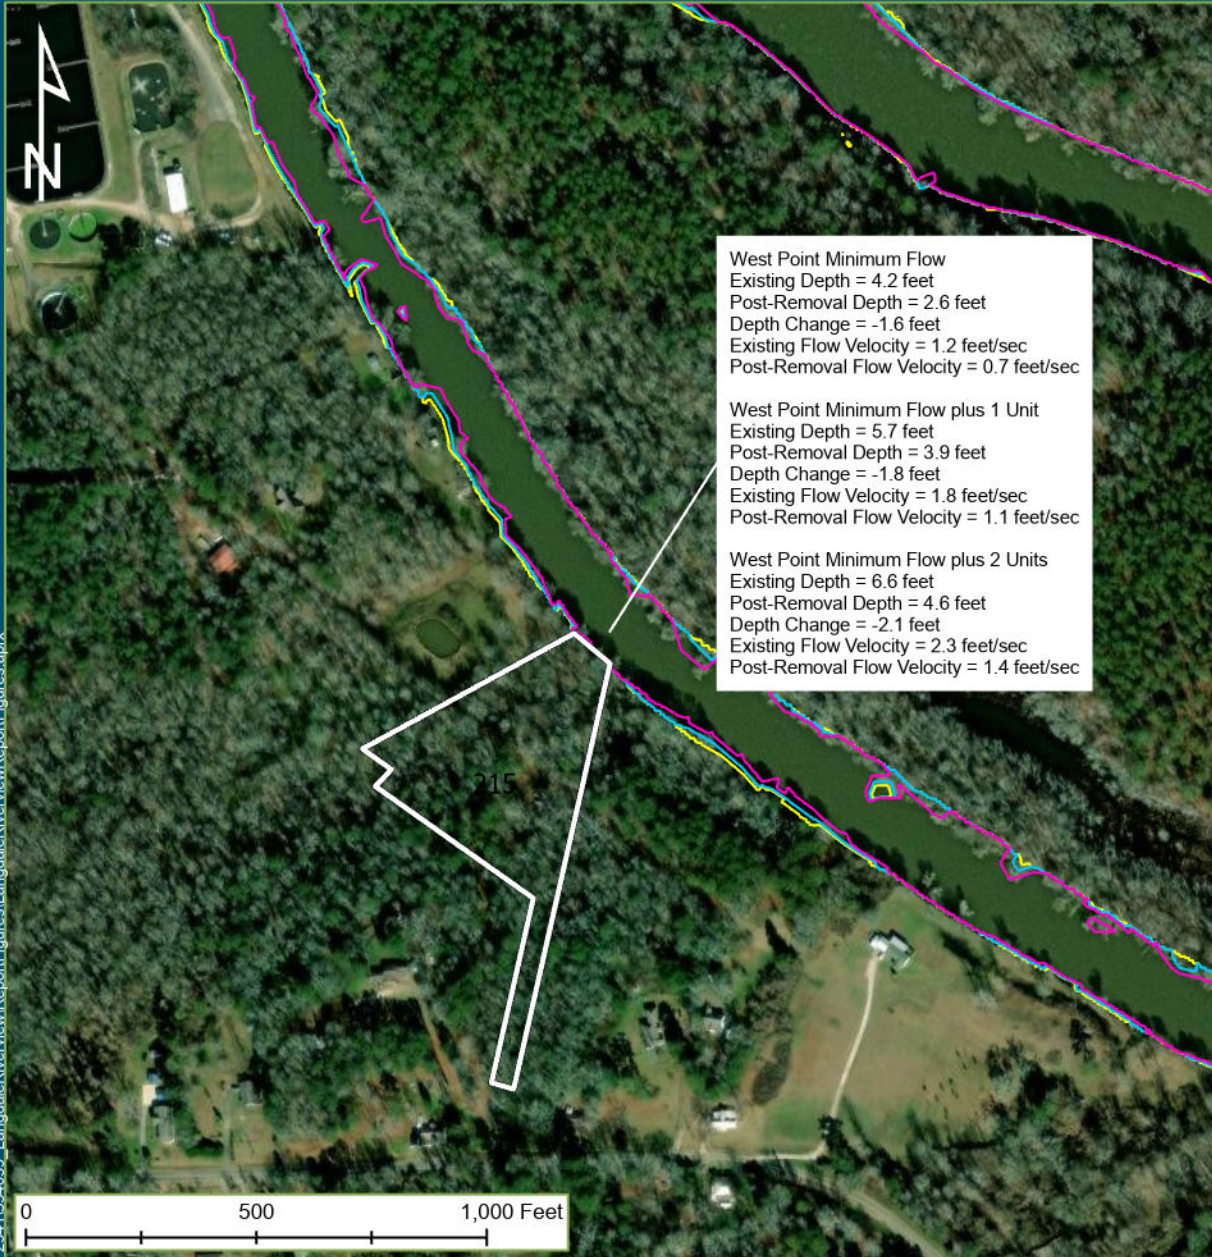 N
West Point Minimum Flow
Existing Depth = 4.2 feet
Post-Removal Depth = 2.6 feet
Depth Change = -1.6 feet
Existing Flow Velocity = 1.2 feet/sec
Post-Removal Flow Velocity = 0.7 feet/sec
West Point Minimum Flow plus 1 Unit
Existing Depth = 5.7 feet
Post-Removal Depth = 3.9 feet
Depth Change = -1.8 feet
Existing Flow Velocity = 1.8 feet/sec
Post-Removal Flow Velocity = 1.1 feet/sec
West Point Minimum Flow plus 2 Units
Existing Depth = 6.6 feet
Post-Removal Depth = 4.6 feet
Depth Change = -2.1 feet
Existing Flow Velocity = 2.3 feet/sec
Post-Removal Flow Velocity = 1.4 feet/sec
215
0 500 1,000 Feet